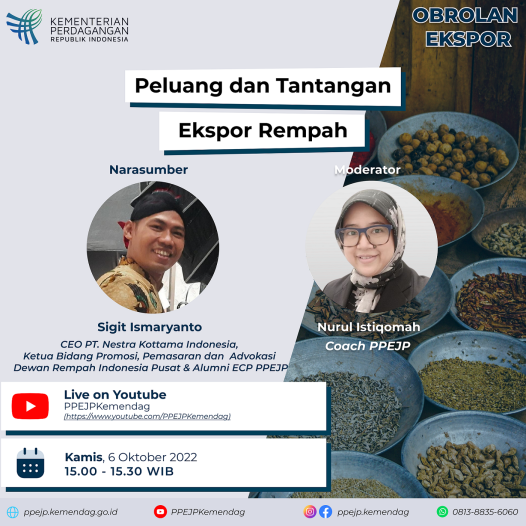 KEMENTERIAN
PERDAGANGAN
REPUBLIK INDONESIA
OBROLAN
EKSPOR
Peluang dan Tantangan
Ekspor Rempah
Narasumber
Moderator
Sigit Ismaryanto
CEO PT. Nestra Kottama Indonesia,
Ketua Bidang Promosi, Pemasaran dan Advokasi
Dewan Rempah Indonesia Pusat & Alumni ECP PPEJP
Nurul Istiqomah
Coach PPEJP
Live on Youtube
PPEJPKemendag
(https://www.youtube.com/PPEJPKemendag)
Kamis, 6 Oktober 2022
15.00 - 15.30 WIB
ppejp.kemendag.go.id PPEJPKemendag ppejp.kemendag 0813-8835-6060